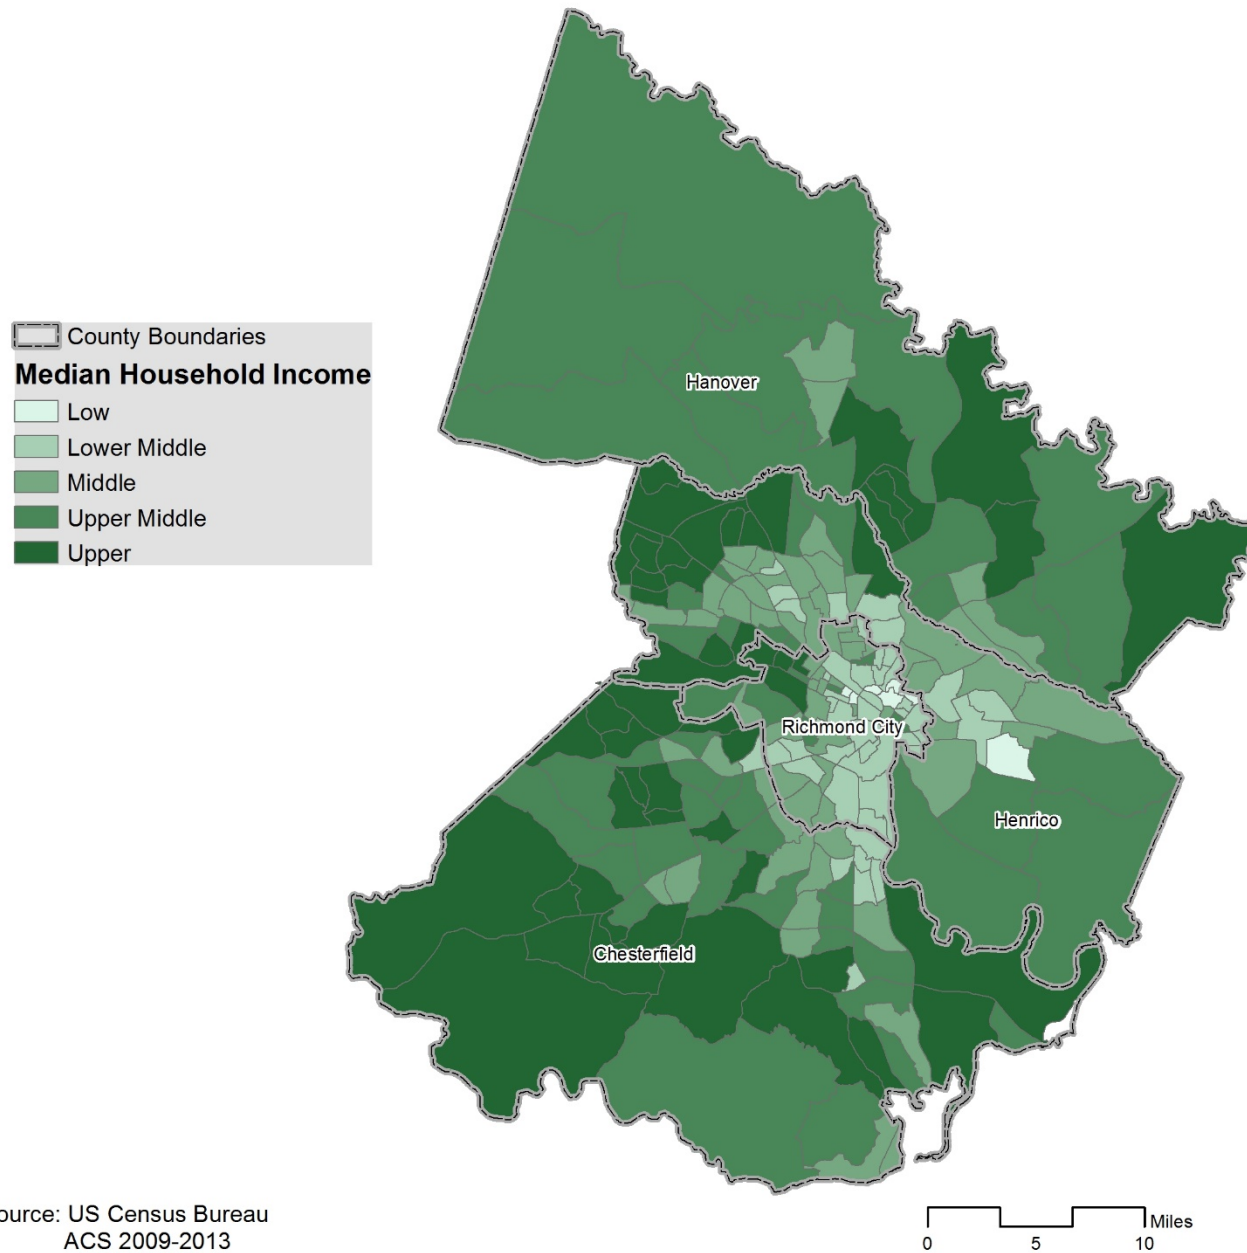 County Boundaries
Median Household Income
Low
Lower Middle
Middle
Upper Middle
Upper
Hanover
Richmond City
Henrico
Chesterfield
ource: US Census Bureau
ACS 2009-2013
Miles
0 5 10